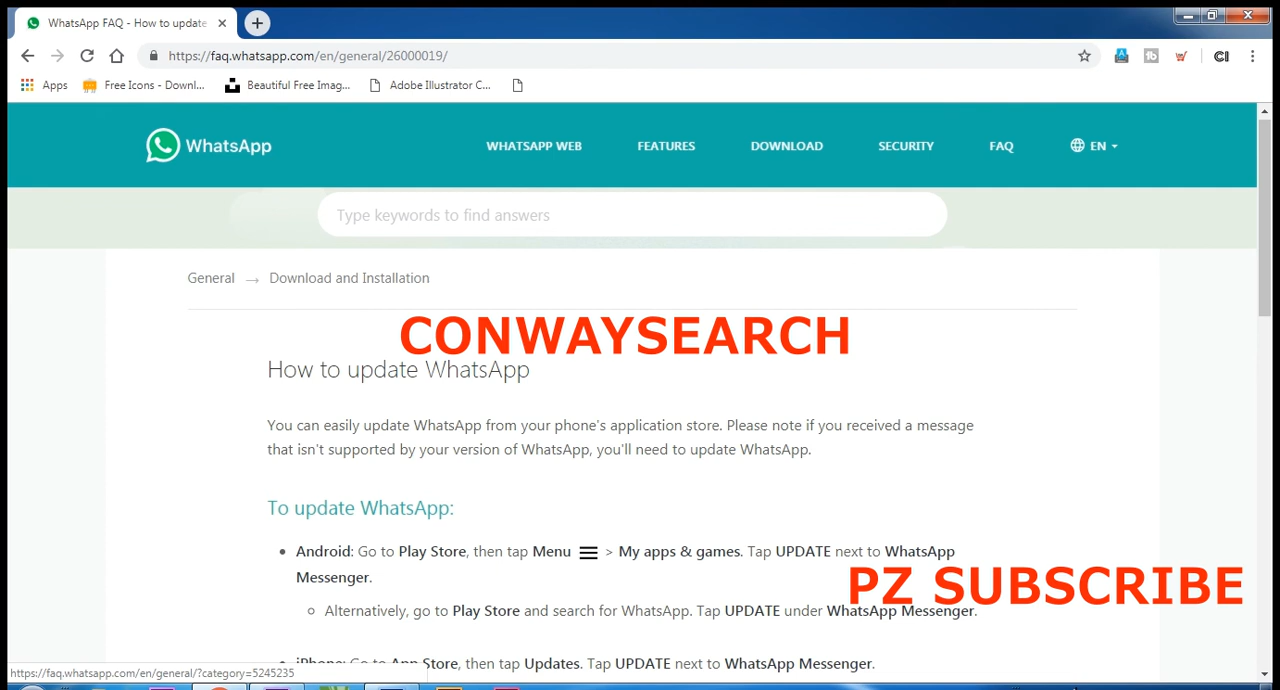 WhatsApp FAQ - How to update
https://faq.whatsapp.com/en/general/26000019/
Apps Free Icons - Downl... Beautiful Free Imag... Adobe Illustrator C...
WhatsApp WHATSAPP WEB FEATURES DOWNLOAD SECURITY FAQ EN
Type keywords to find answers
General → Download and Installation
CONWAYSEARCH
How to update WhatsApp
You can easily update WhatsApp from your phone's application store. Please note if you received a message
that isn't supported by your version of WhatsApp, you'll need to update WhatsApp.
To update WhatsApp:
• Android: Go to Play Store, then tap Menu > My apps & games. Tap UPDATE next to WhatsApp
Messenger.
PZ SUBSCRIBE
Alternatively, go to Play Store and search for WhatsApp. Tap UPDATE under WhatsApp Messenger.
• iPhone: Go to App Store, then tap Updates. Tap UPDATE next to WhatsApp Messenger.
https://faq.whatsapp.com/en/general/?category=5245235